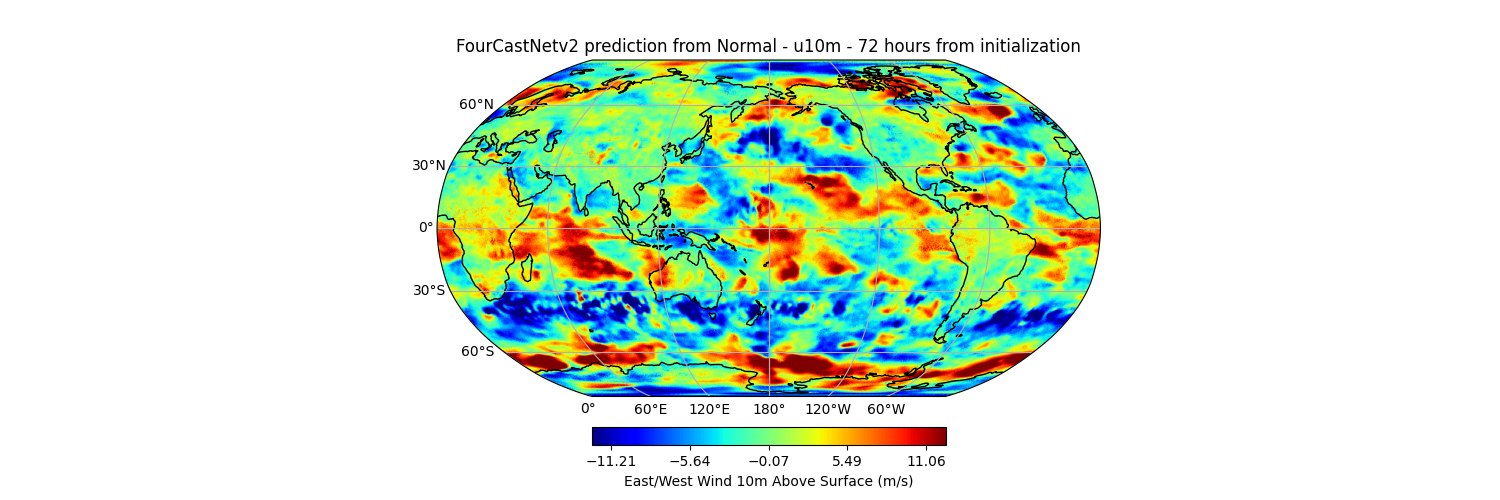 FourCastNetv2 prediction from Normal - u10m - 72 hours from initialization
60°N
30°N
0°
30°S
60°S
0° 60°E 120°E 180° 120°W 60°W
−11.21 −5.64 −0.07 5.49 11.06
East/West Wind 10m Above Surface (m/s)